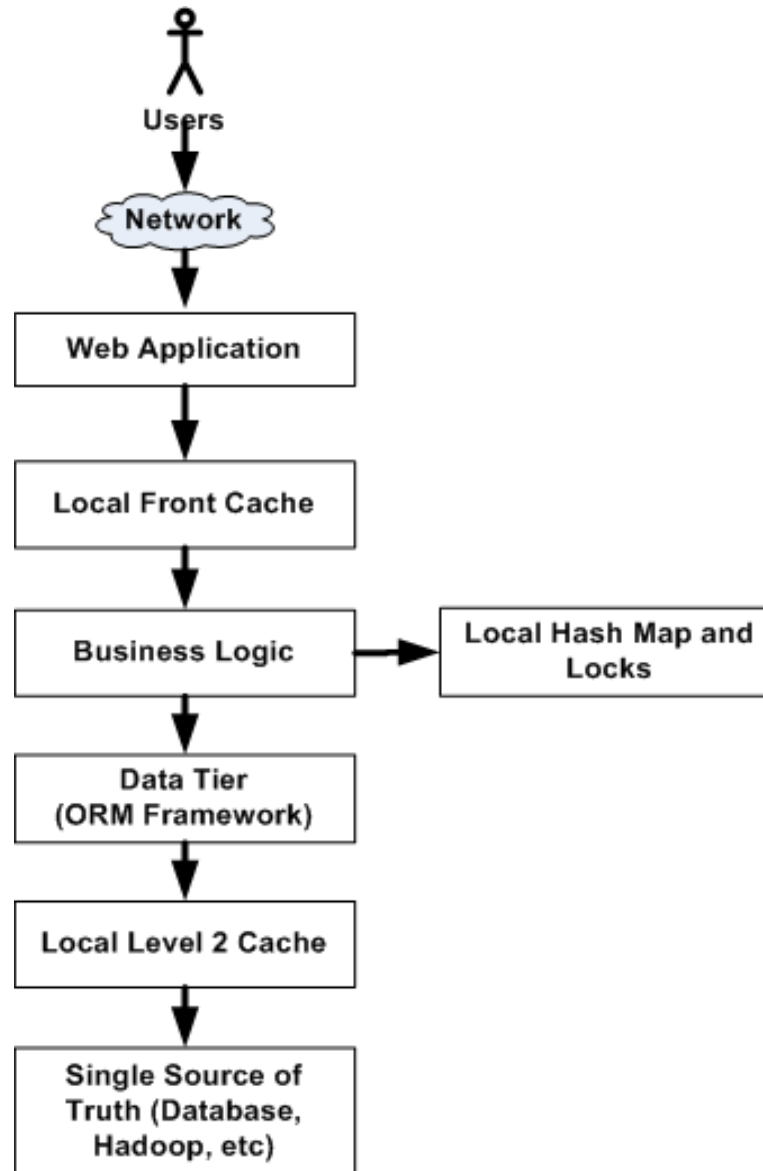 Users
Network
Web Application
Local Front Cache
Business Logic
Local Hash Map and
Locks
Data Tier
(ORM Framework)
Local Level 2 Cache
Single Source of
Truth (Database,
Hadoop, etc)